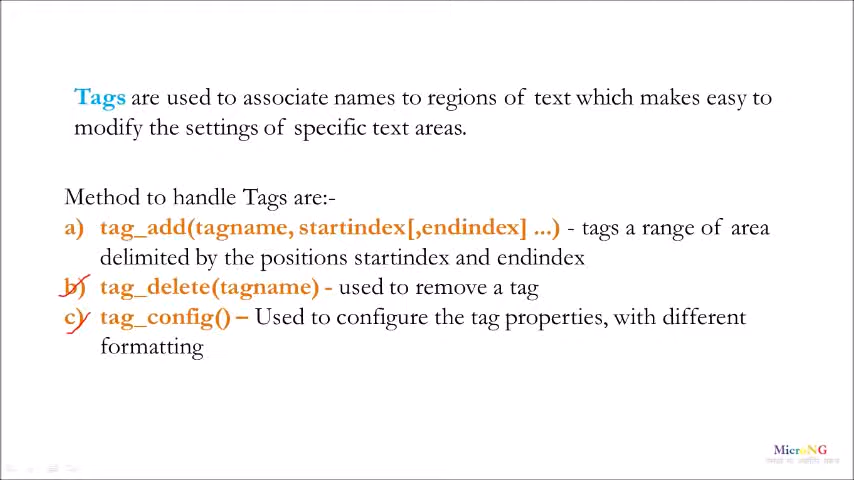 Tags are used to associate names to regions of text which makes easy to
modify the settings of specific text areas.
Method to handle Tags are:-
a) tag_add(tagname, startindex[,endindex] ...) - tags a range of area
delimited by the positions startindex and endindex
b) tag_delete(tagname) - used to remove a tag
c) tag_config() – Used to configure the tag properties, with different
formatting
MicroNG